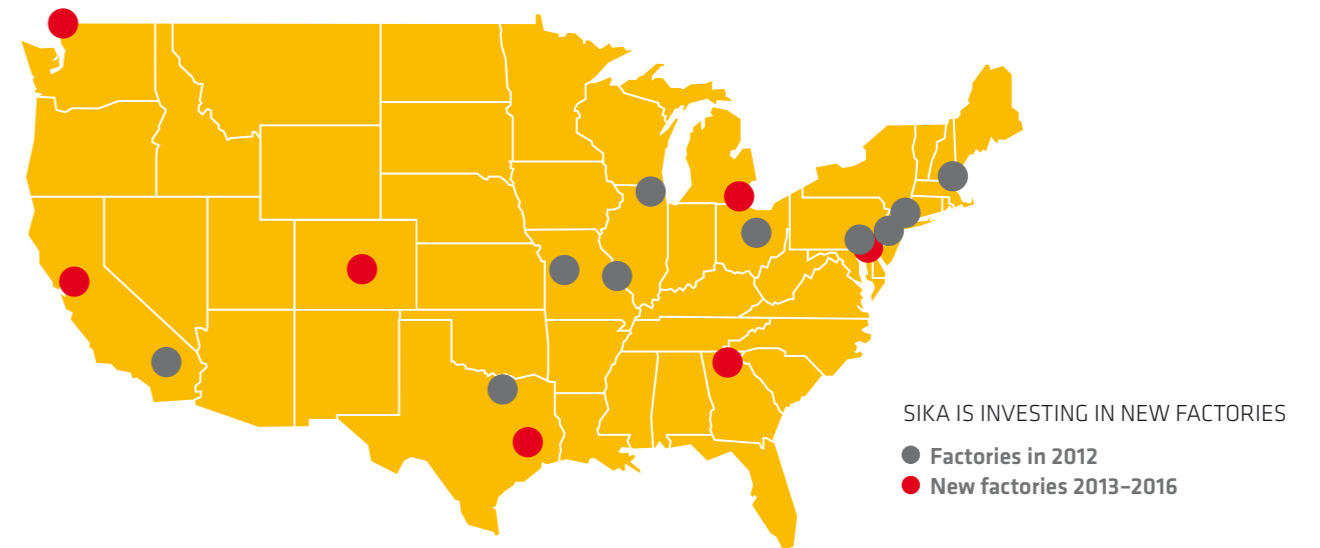 SIKA IS INVESTING IN NEW FACTORIES
Factories in 2012
New factories 2013–2016